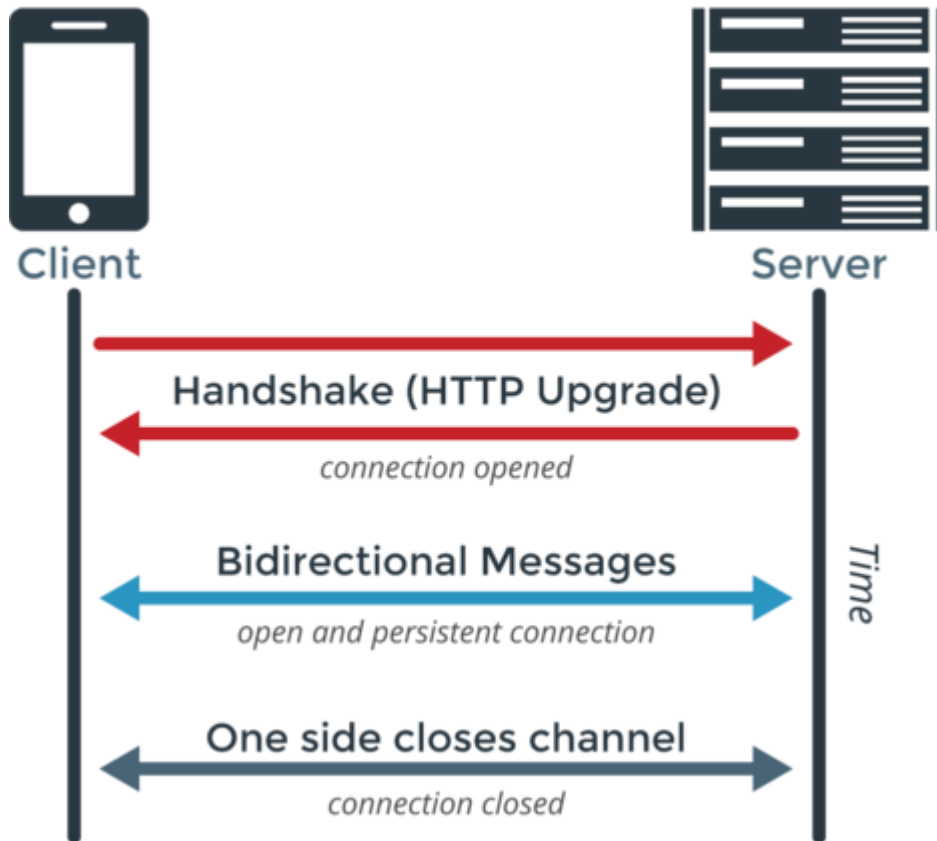 Client
Server
Handshake (HTTP Upgrade)
connection opened
Bidirectional Messages
open and persistent connection
Time
One side closes channel
connection closed